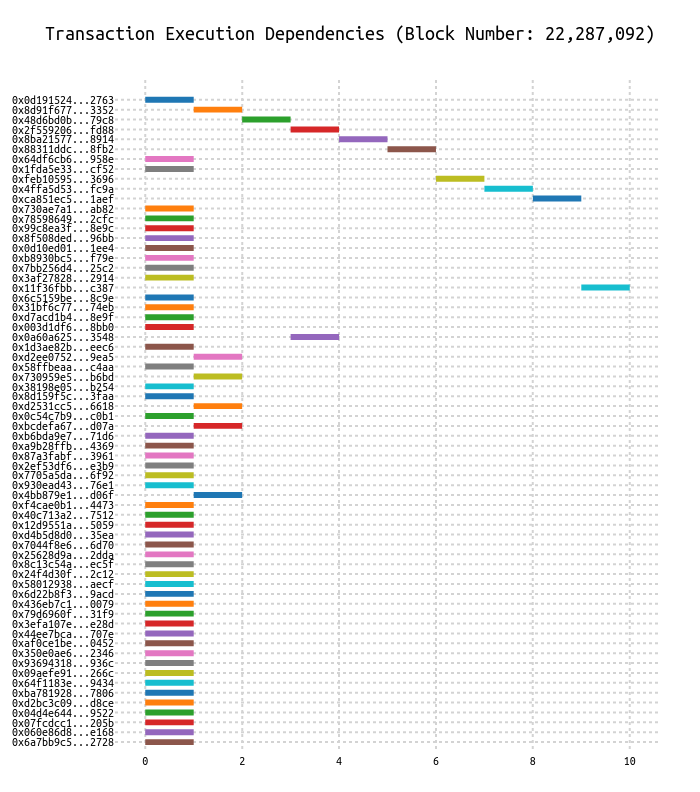 Transaction Execution Dependencies (Block Number: 22,287,092)
0x0d191524...2763
0x8d91f677...3352
0x48d6bd0b...79c8
0x2f559206...fd88
0x8ba21577...8914
0x88311ddc...8fb2
0x64df6cb6...958e
0x1fda5e33...cf52
0xfeb10595...3696
0x4ffa5d53...fc9a
0xca851ec5...1aef
0x730ae7a1...ab82
0x78598649...2cfc
0x99c8ea3f...8e9c
0x8f508ded...96bb
0x0d10ed01...1ee4
0xb8930bc5...f79e
0x7bb256d4...25c2
0x3af27828...2914
0x11f36fbb...c387
0x6c5159be...8c9e
0x31bf6c77...74eb
0xd7acd1b4...8e9f
0x003d1df6...8bb0
0x0a60a625...3548
0x1d3ae82b...eec6
0xd2ee0752...9ea5
0x58ffbeaa...c4aa
0x730959e5...b6bd
0x38198e05...b254
0x8d159f5c...3faa
0xd2531cc5...6618
0x0c54c7b9...c0b1
0xbcdefa67...d07a
0xb6bda9e7...71d6
0xa9b28ffb...4369
0x87a3fabf...3961
0x2ef53df6...e3b9
0x7705a5da...6f92
0x930ead43...76e1
0x4bb879e1...d06f
0xf4cae0b1...4473
0x40c713a2...7512
0x12d9551a...5059
0xd4b5d8d0...35ea
0x7044f8e6...6d70
0x25628d9a...2dda
0x8c13c54a...ec5f
0x24f4d30f...2c12
0x58012938...aecf
0x6d22b8f3...9acd
0x436eb7c1...0079
0x79d6960f...31f9
0x3efa107e...e28d
0x44ee7bca...707e
0xaf0ce1be...0452
0x350e0ae6...2346
0x93694318...936c
0x09aefe91...266c
0x64f1183e...9434
0xba781928...7806
0xd2bc3c09...d8ce
0x04d4e644...9522
0x07fcdcc1...205b
0x060e86d8...e168
0x6a7bb9c5...2728
0 2 4 6 8 10